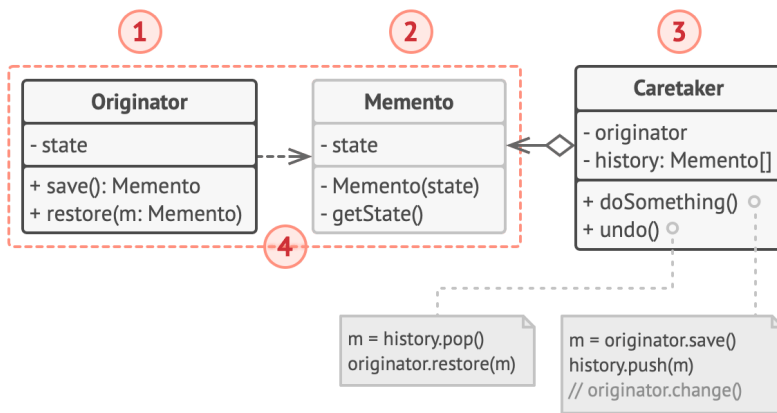 1
2
3
Originator
- state
+ save(): Memento
+ restore(m: Memento)
Memento
- state
- Memento(state)
- getState()
Caretaker
- originator
- history: Memento[]
+ doSomething()
+ undo()
4
m = history.pop()
originator.restore(m)
m = originator.save()
history.push(m)
// originator.change()